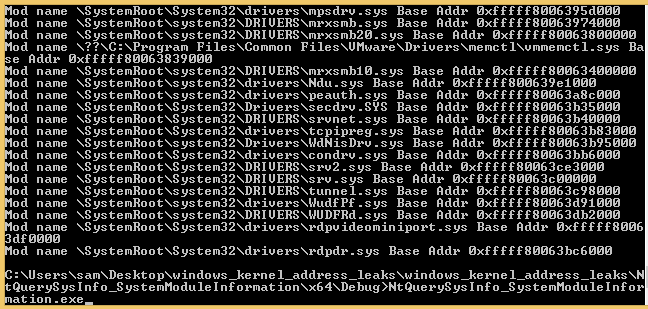 Mod name \SystemRoot\System32\drivers\mpsdrv.sys Base Addr 0xfffff8006395d000
Mod name \SystemRoot\System32\DRIVERS\mrxsmb.sys Base Addr 0xfffff80063974000
Mod name \SystemRoot\System32\DRIVERS\mrxsmb20.sys Base Addr 0xfffff80063800000
Mod name \??\C:\Program Files\Common Files\VMware\Drivers\memctl\vmmemctl.sys Ba
se Addr 0xfffff80063839000
Mod name \SystemRoot\System32\DRIVERS\mrxsmb10.sys Base Addr 0xfffff80063400000
Mod name \SystemRoot\System32\drivers\Ndu.sys Base Addr 0xfffff800639e1000
Mod name \SystemRoot\System32\drivers\peauth.sys Base Addr 0xfffff80063a8c000
Mod name \SystemRoot\System32\drivers\secdrv.SYS Base Addr 0xfffff80063b35000
Mod name \SystemRoot\System32\DRIVERS\srvnet.sys Base Addr 0xfffff80063b40000
Mod name \SystemRoot\System32\drivers\tcpipreg.sys Base Addr 0xfffff80063b83000
Mod name \SystemRoot\System32\drivers\WdNisDrv.sys Base Addr 0xfffff80063b95000
Mod name \SystemRoot\System32\drivers\condrv.sys Base Addr 0xfffff80063bb6000
Mod name \SystemRoot\System32\DRIVERS\srv2.sys Base Addr 0xfffff80063ce3000
Mod name \SystemRoot\System32\DRIVERS\srv.sys Base Addr 0xfffff80063c00000
Mod name \SystemRoot\System32\DRIVERS\tunnel.sys Base Addr 0xfffff80063c98000
Mod name \SystemRoot\System32\drivers\WudfPf.sys Base Addr 0xfffff80063d91000
Mod name \SystemRoot\System32\DRIVERS\WUDFRd.sys Base Addr 0xfffff80063db2000
Mod name \SystemRoot\System32\drivers\rdpvideominiport.sys Base Addr 0xfffff8006
3df0000
Mod name \SystemRoot\System32\drivers\rdpdr.sys Base Addr 0xfffff80063bc6000
C:\Users\sam\Desktop\windows_kernel_address_leaks\windows_kernel_address_leaks\N
tQuerySysInfo_SystemModuleInformation\x64\Debug>NtQuerySysInfo_SystemModuleInfor
mation.exe_